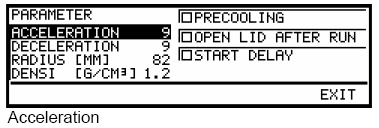 PARAMETER
ACCELERATION 9
DECELERATION 9
RADIUS [MM] 82
DENSI [G/CM³] 1.2
PRECOOLING
OPEN LID AFTER RUN
START DELAY
EXIT
Acceleration